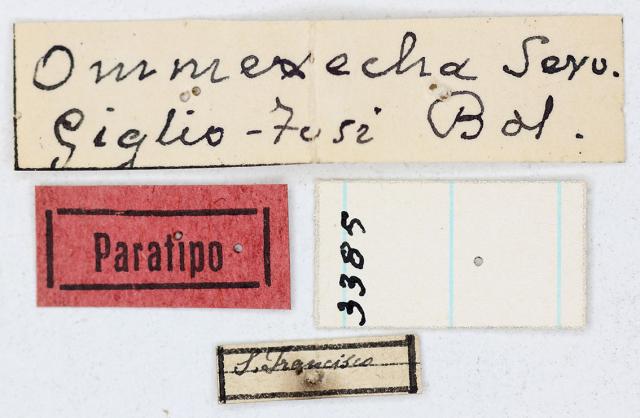 Ommexecha Serv.
Giglio-Tosi Bol.
Paratipo
3385
S. Francisco